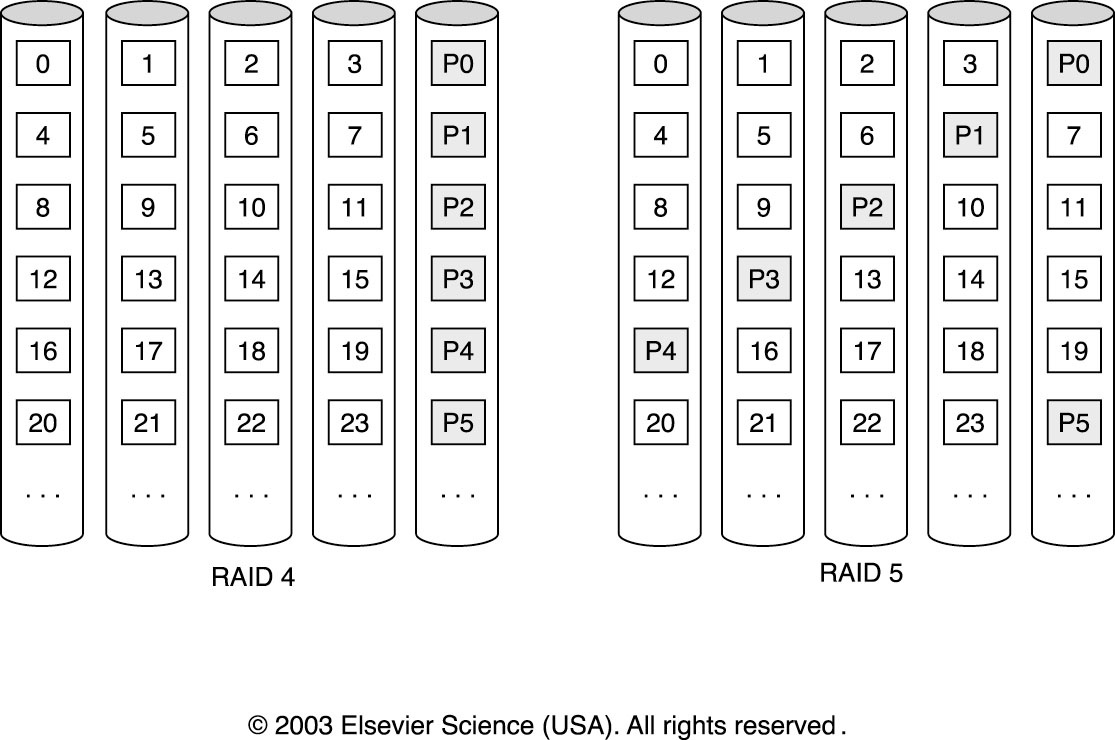 0 1 2 3 P0 0 1 2 3 P0
4 5 6 7 P1 4 5 6 P1 7
8 9 10 11 P2 8 9 P2 10 11
12 13 14 15 P3 12 P3 13 14 15
16 17 18 19 P4 P4 16 17 18 19
20 21 22 23 P5 20 21 22 23 P5
. . . . . . . . . . . . . . . . . . . . . . . . . . . . . .
RAID 4 RAID 5
© 2003 Elsevier Science (USA). All rights reserved.